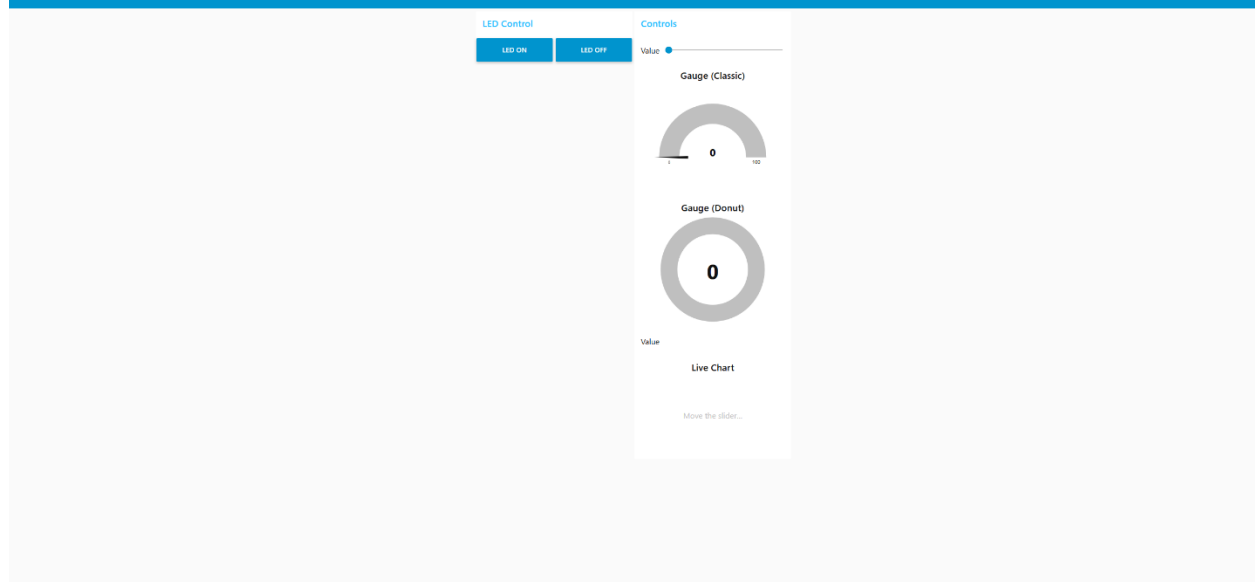 LED Control
LED ON
LED OFF
Controls
Value
Gauge (Classic)
0
100
Gauge (Donut)
0
Value
Live Chart
Move the slider...